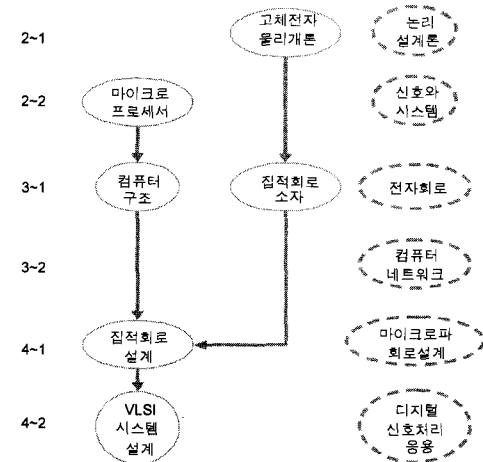 2~1
고체전자
물리개론
논리
설계론
2~2
마이크로
프로세서
신호와
시스템
3~1
컴퓨터
구조
집적회로
소자
전자회로
3~2
컴퓨터
네트워크
4~1
집적회로
설계
마이크로파
회로설계
4~2
VLSI
시스템
설계
디지털
신호처리
응용